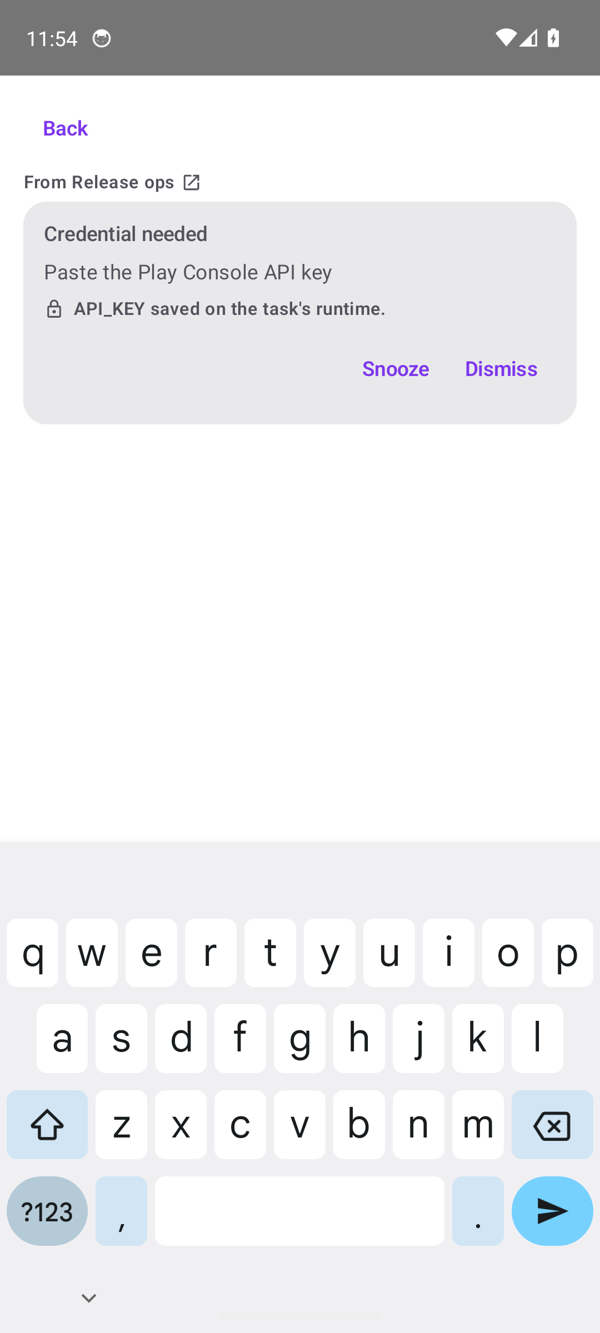 11:54
Back
From Release ops
Credential needed
Paste the Play Console API key
API_KEY saved on the task's runtime.
Snooze Dismiss
q w e r t y u i o p
a s d f g h j k l
z x c v b n m
?123 , .